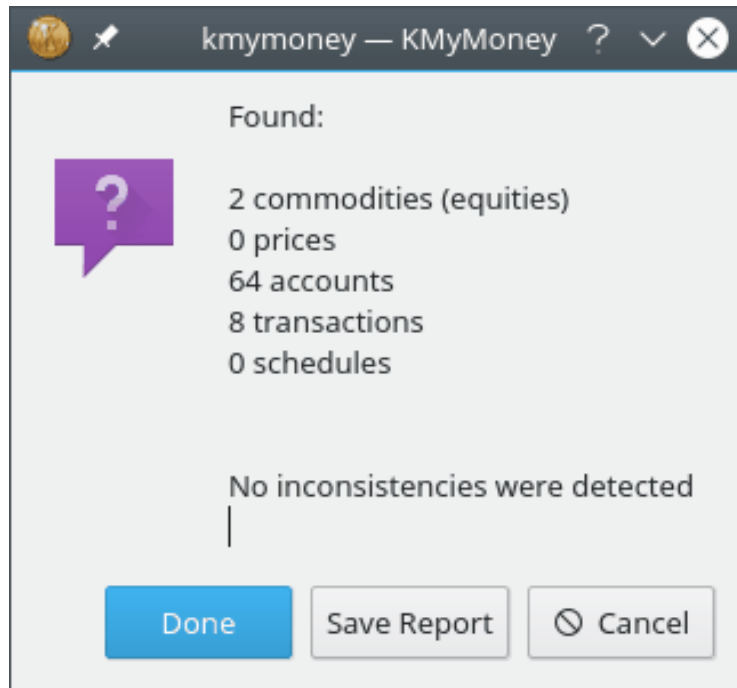 kmymoney — KMyMoney
Found:
2 commodities (equities)
0 prices
64 accounts
8 transactions
0 schedules
No inconsistencies were detected
Done
Save Report
Cancel